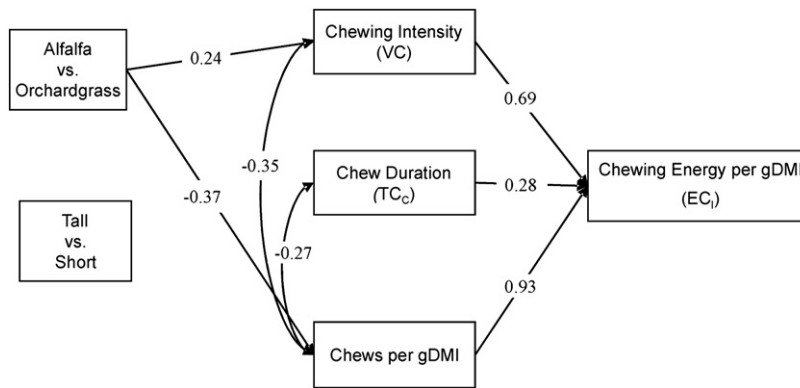 Alfalfa
vs.
Orchardgrass
Tall
vs.
Short
0.24
-0.37
-0.35
-0.27
Chewing Intensity
(VC)
Chew Duration
(TC_C)
Chews per gDMI
0.69
0.28
0.93
Chewing Energy per gDMI
(EC_I)